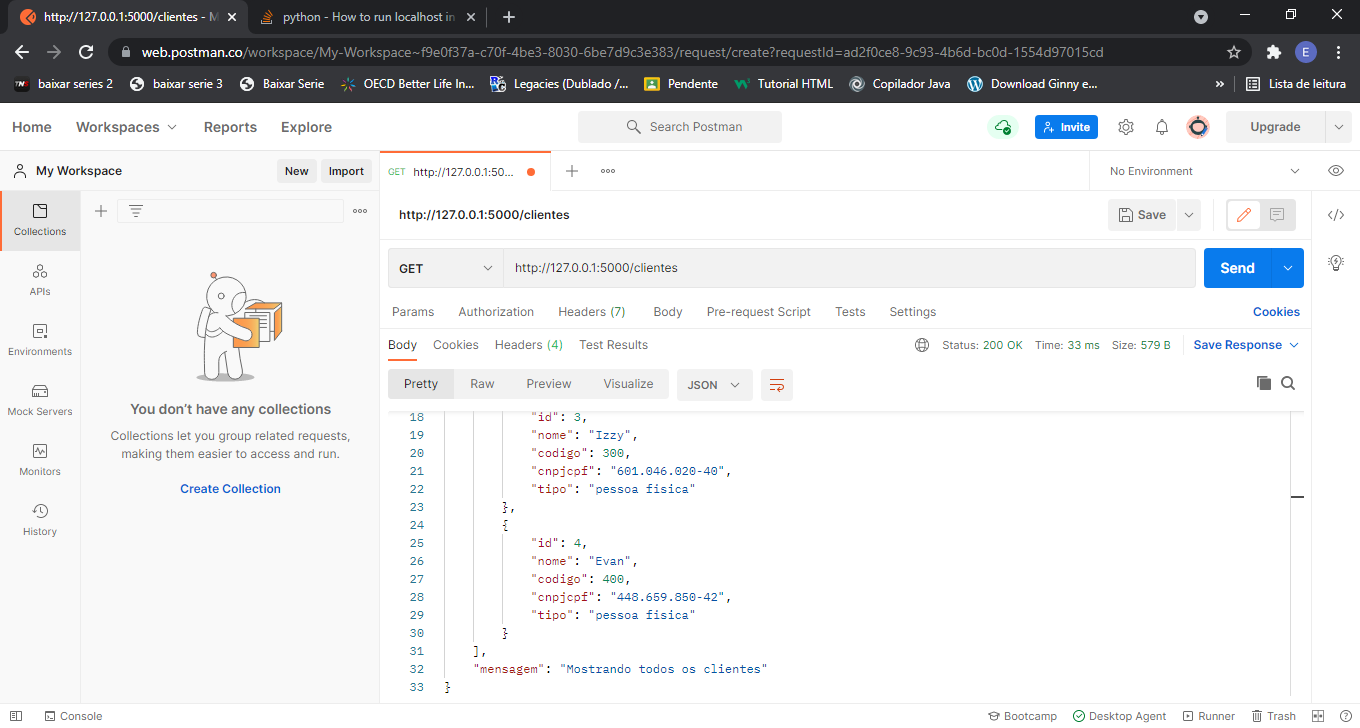 http://127.0.0.1:5000/clientes - M
python - How to run localhost in
web.postman.co/workspace/My-Workspace~f9e0f37a-c70f-4be3-8030-6be7d9c3e383/request/create?requestId=ad2f0ce8-9c93-4b6d-bc0d-1554d97015cd
E
baixar series 2
baixar serie 3
Baixar Serie
OECD Better Life In...
Legacies (Dublado /...
Pendente
Tutorial HTML
Copilador Java
Download Ginny e...
»
Lista de leitura
Home
Workspaces
Reports
Explore
Search Postman
Invite
Upgrade
My Workspace
New
Import
GET http://127.0.0.1:50...
No Environment
Collections
APIs
Environments
Mock Servers
Monitors
History
You don't have any collections
Collections let you group related requests,
making them easier to access and run.
Create Collection
http://127.0.0.1:5000/clientes
Save
GET
http://127.0.0.1:5000/clientes
Send
Params
Authorization
Headers (7)
Body
Pre-request Script
Tests
Settings
Cookies
Body
Cookies
Headers (4)
Test Results
Status: 200 OK
Time: 33 ms
Size: 579 B
Save Response
Pretty
Raw
Preview
Visualize
JSON
18 "id": 3,
19 "nome": "Izzy",
20 "codigo": 300,
21 "cnpjcpf": "601.046.020-40",
22 "tipo": "pessoa fisica"
23 },
24 {
25 "id": 4,
26 "nome": "Evan",
27 "codigo": 400,
28 "cnpjcpf": "448.659.850-42",
29 "tipo": "pessoa fisica"
30 }
31 ],
32 "mensagem": "Mostrando todos os clientes"
33 }
Console
Bootcamp
Desktop Agent
Runner
Trash